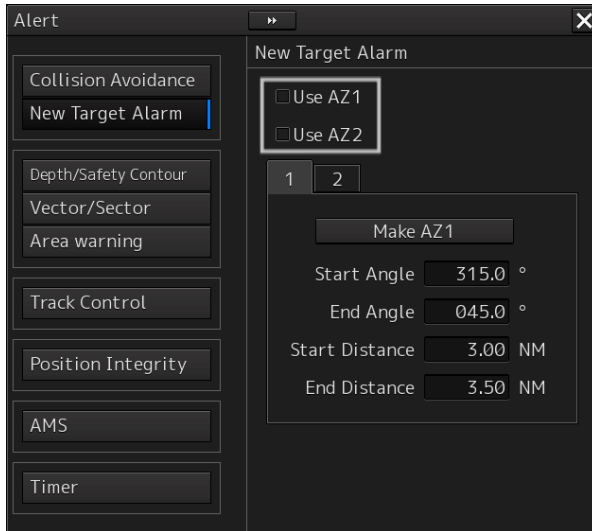 Alert
Collision Avoidance
New Target Alarm
Depth/Safety Contour
Vector/Sector
Area warning
Track Control
Position Integrity
AMS
Timer
New Target Alarm
Use AZ1
Use AZ2
1 2
Make AZ1
Start Angle 315.0 °
End Angle 045.0 °
Start Distance 3.00 NM
End Distance 3.50 NM